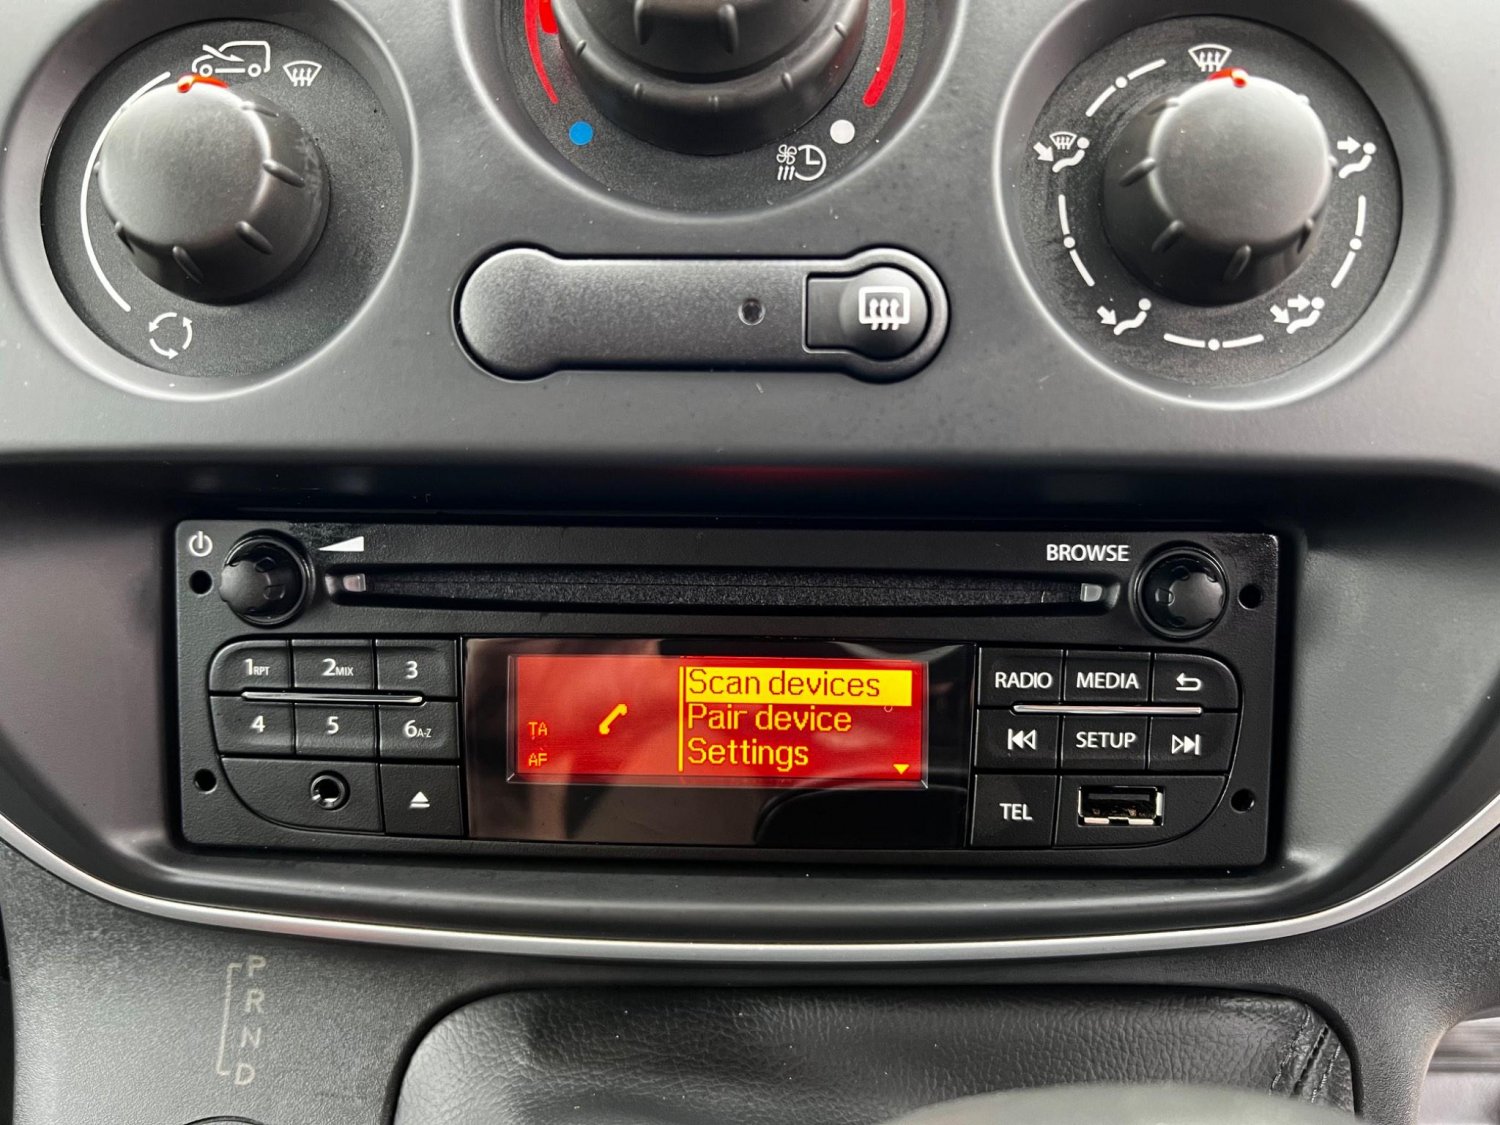 BROWSE
1RPT
2MIX
3
4
5
6A-Z
TA
AF
Scan devices
Pair device
Settings
RADIO
MEDIA
SETUP
TEL
P
R
N
D